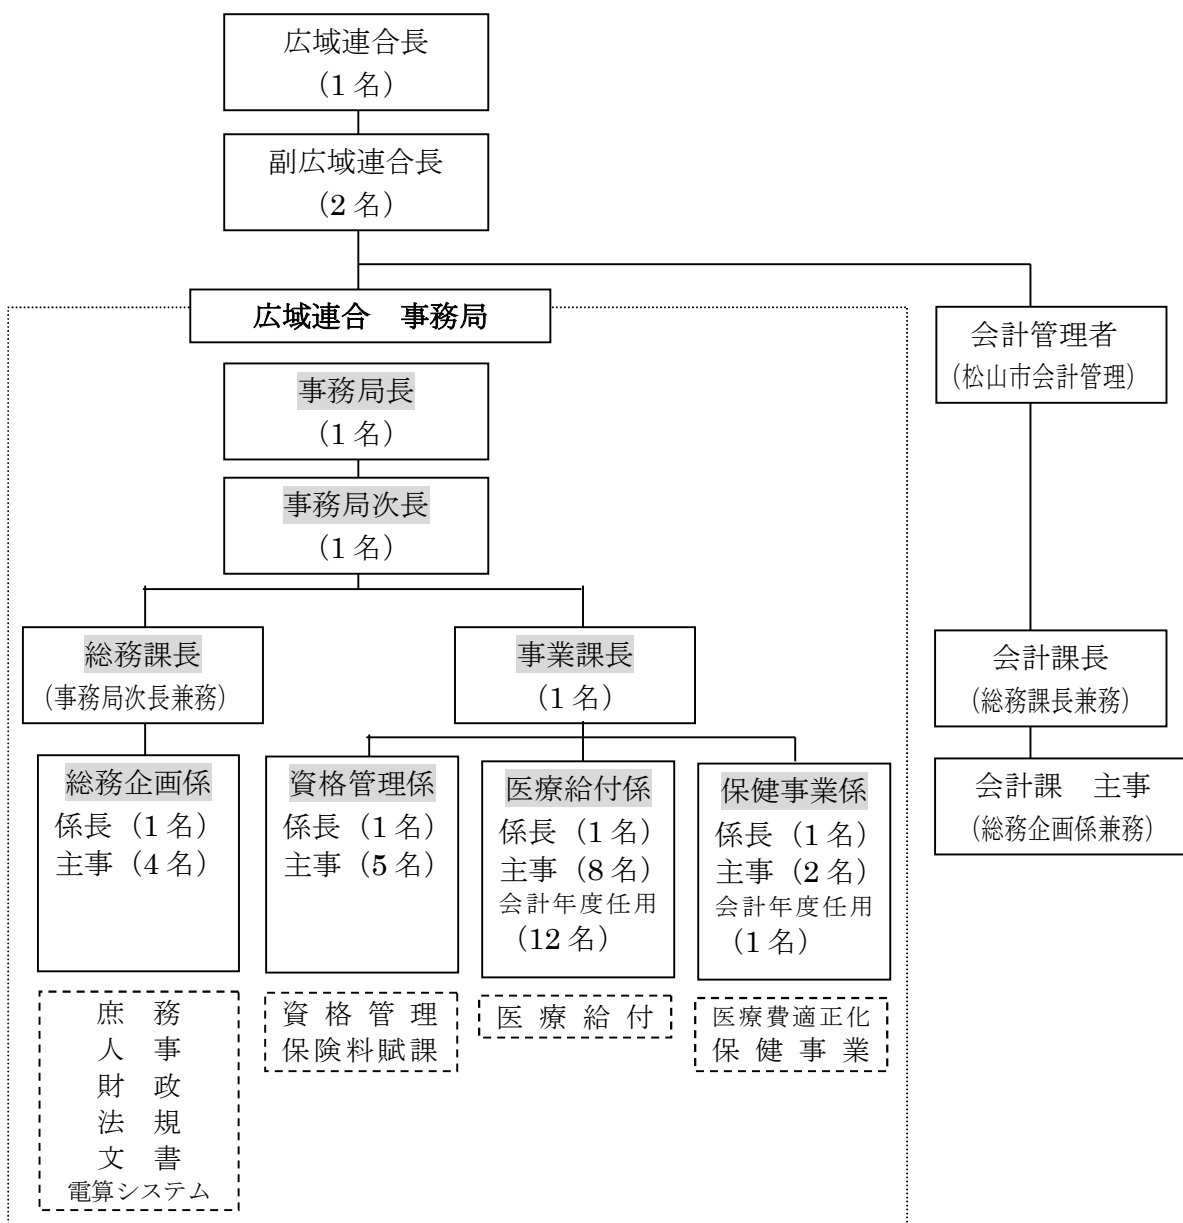 広域連合長
（1 名）
副広域連合長
（2 名）
広域連合　事務局
事務局長
（1 名）
事務局次長
（1 名）
総務課長
（事務局次長兼務）
事業課長
（1 名）
総務企画係
係長（1 名）
主事（4 名）
資格管理係
係長（1 名）
主事（5 名）
医療給付係
係長（1 名）
主事（8 名）
会計年度任用
（12 名）
保健事業係
係長（1 名）
主事（2 名）
会計年度任用
（1 名）
庶　務
人　事
財　政
法　規
文　書
電算システム
資 格 管 理
保険料賦課
医 療 給 付
医療費適正化
保 健 事 業
会計管理者
（松山市会計管理）
会計課長
（総務課長兼務）
会計課　主事
（総務企画係兼務）